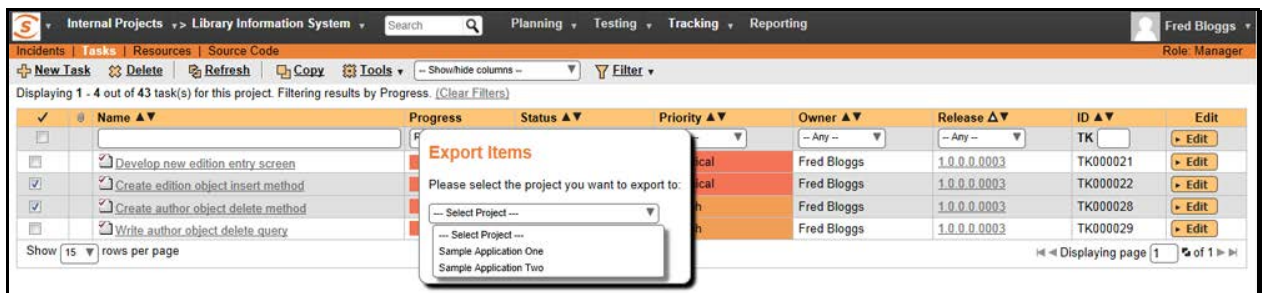 S Internal Projects > Library Information System Search Planning Testing Tracking Reporting Fred Bloggs
Incidents | Tasks | Resources | Source Code Role: Manager
New Task Delete Refresh Copy Tools -- Show/hide columns -- Filter
Displaying 1 - 4 out of 43 task(s) for this project. Filtering results by Progress. (Clear Filters)
Name Progress Status Priority Owner Release ID Edit
-- Any -- -- Any -- TK Edit
Develop new edition entry screen Fred Bloggs 1.0.0.0.0003 TK000021 Edit
Create edition object insert method Fred Bloggs 1.0.0.0.0003 TK000022 Edit
Create author object delete method Fred Bloggs 1.0.0.0.0003 TK000028 Edit
Write author object delete query Fred Bloggs 1.0.0.0.0003 TK000029 Edit
Show 15 rows per page Displaying page 1 of 1
Export Items
Please select the project you want to export to:
--- Select Project ---
--- Select Project ---
Sample Application One
Sample Application Two